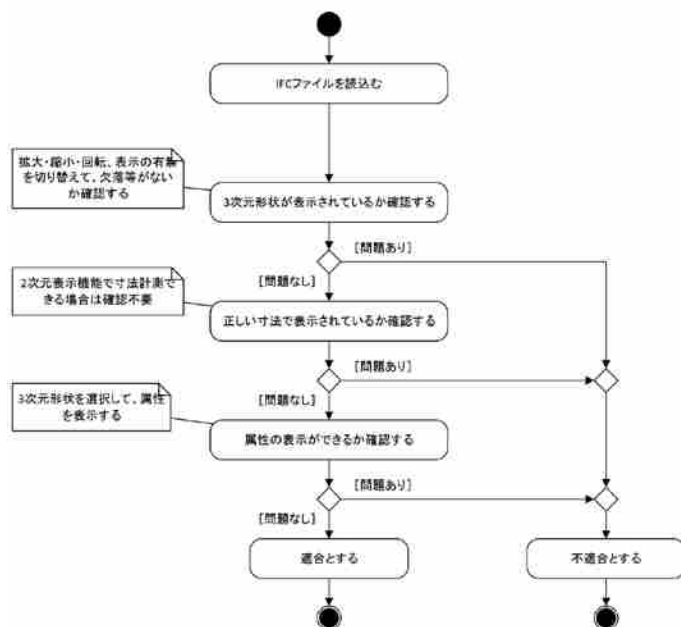 IFCファイルを読込む
拡大・縮小・回転、表示の有無
を切り替えて、欠落等がない
か確認する
3次元形状が表示されているか確認する
[問題あり]
[問題なし]
2次元表示機能で寸法計測で
きる場合は確認不要
正しい寸法で表示されているか確認する
[問題あり]
[問題なし]
3次元形状を選択して、属性
を表示する
属性の表示ができるか確認する
[問題あり]
[問題なし]
適合とする
不適合とする